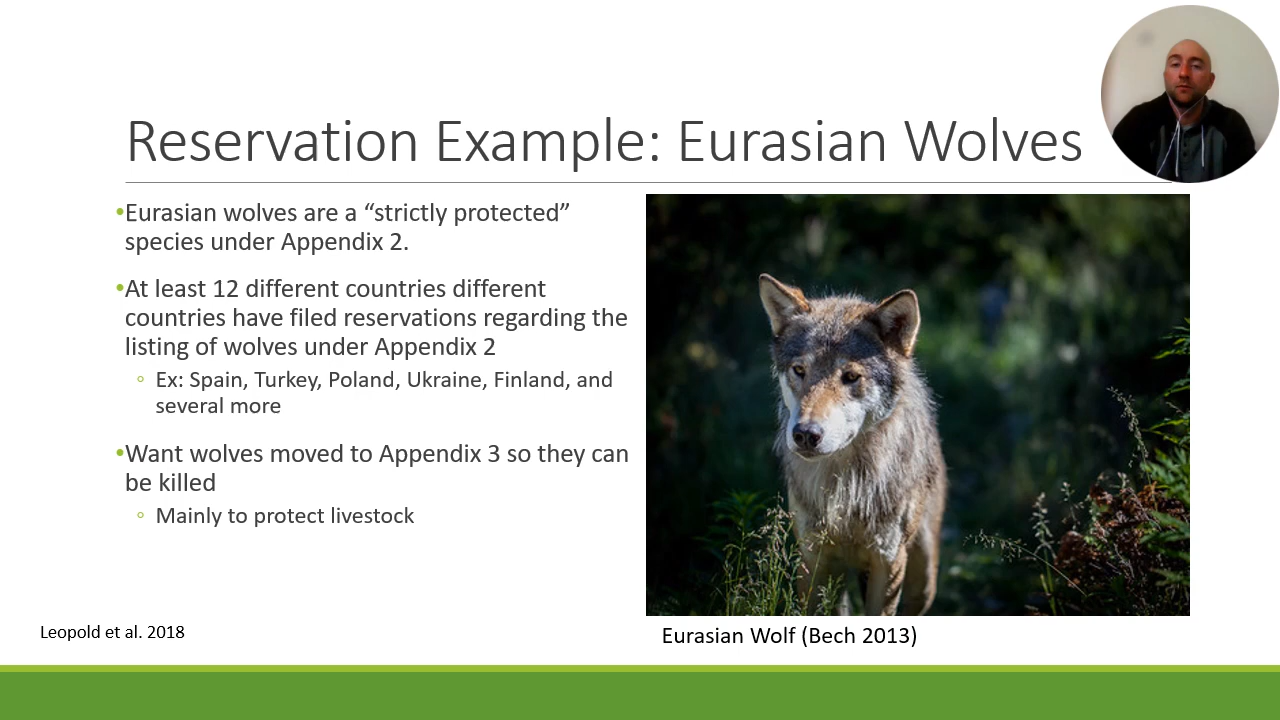 Reservation Example: Eurasian Wolves
•Eurasian wolves are a “strictly protected”
species under Appendix 2.
•At least 12 different countries different
countries have filed reservations regarding the
listing of wolves under Appendix 2
◦ Ex: Spain, Turkey, Poland, Ukraine, Finland, and
several more
•Want wolves moved to Appendix 3 so they can
be killed
◦ Mainly to protect livestock
Leopold et al. 2018
Eurasian Wolf (Bech 2013)